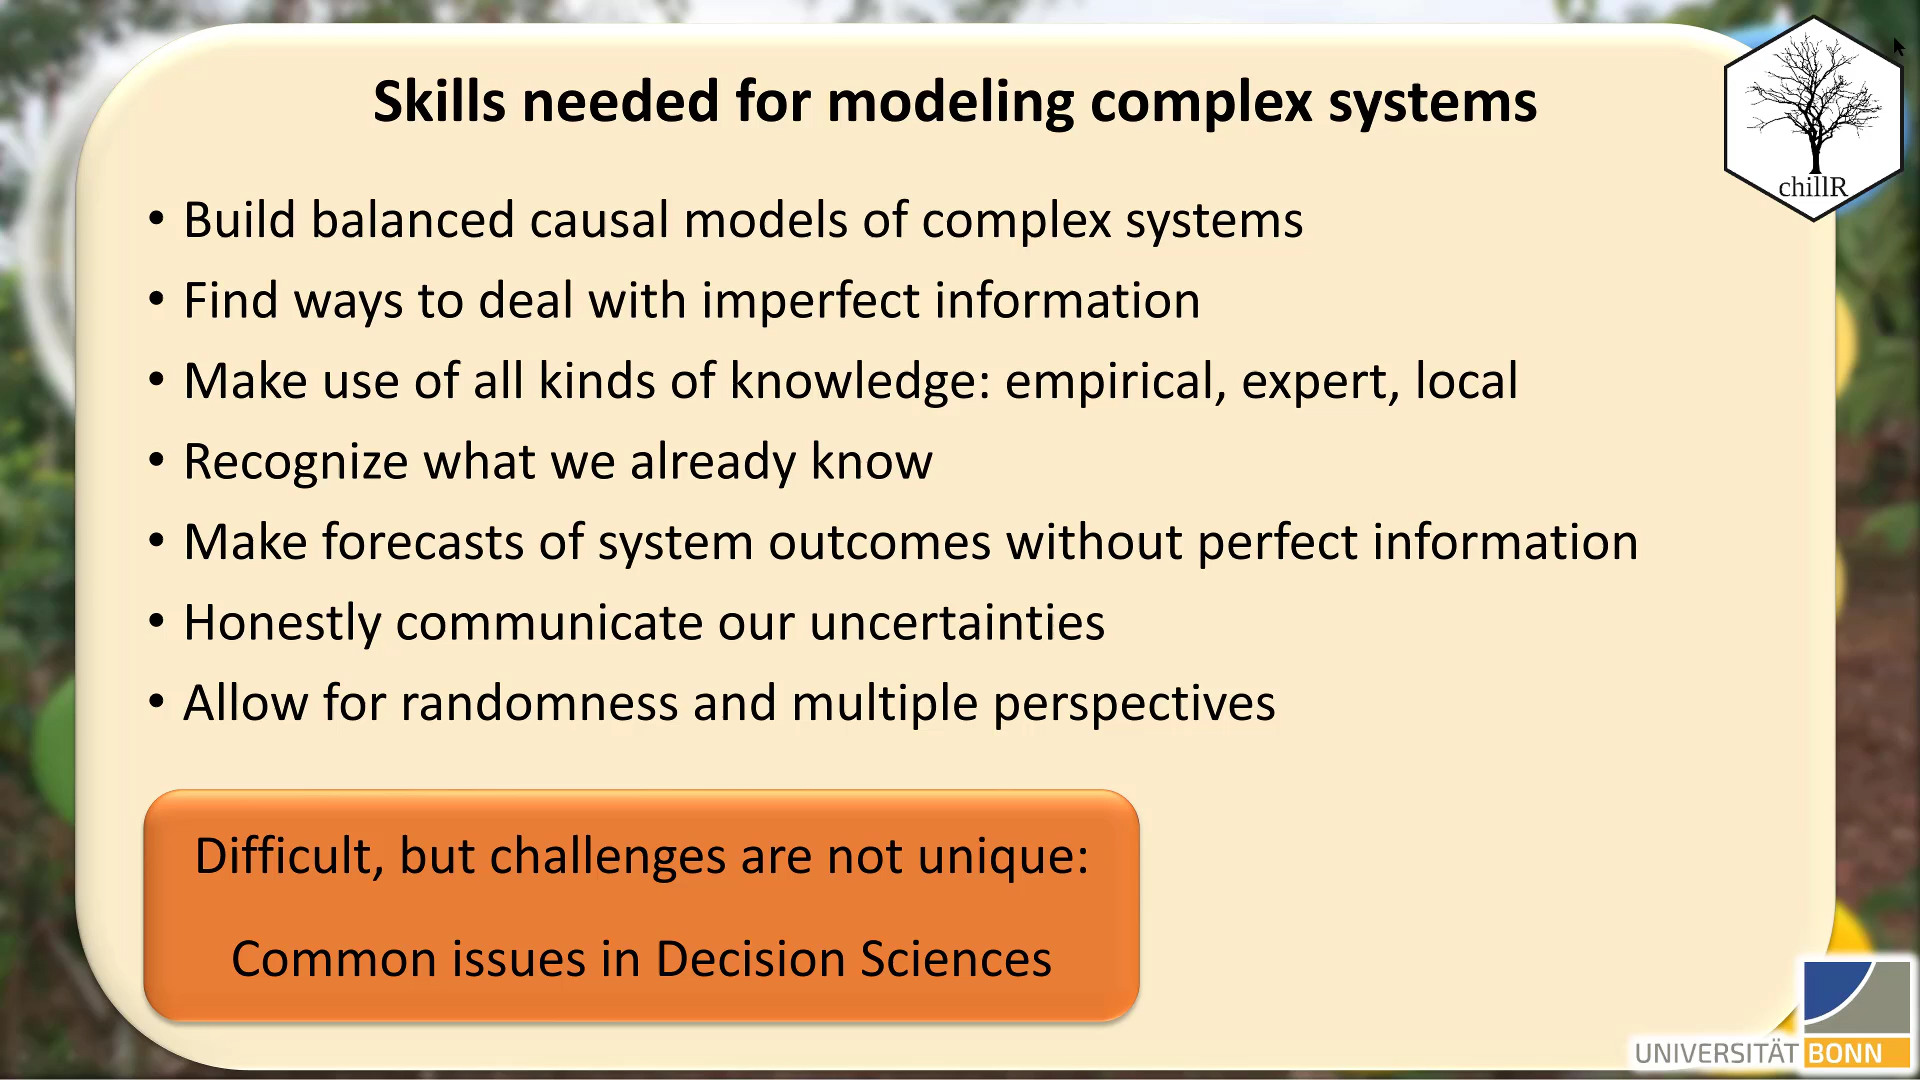 Skills needed for modeling complex systems
chillR
• Build balanced causal models of complex systems
• Find ways to deal with imperfect information
• Make use of all kinds of knowledge: empirical, expert, local
• Recognize what we already know
• Make forecasts of system outcomes without perfect information
• Honestly communicate our uncertainties
• Allow for randomness and multiple perspectives
Difficult, but challenges are not unique:
Common issues in Decision Sciences
UNIVERSITÄT BONN